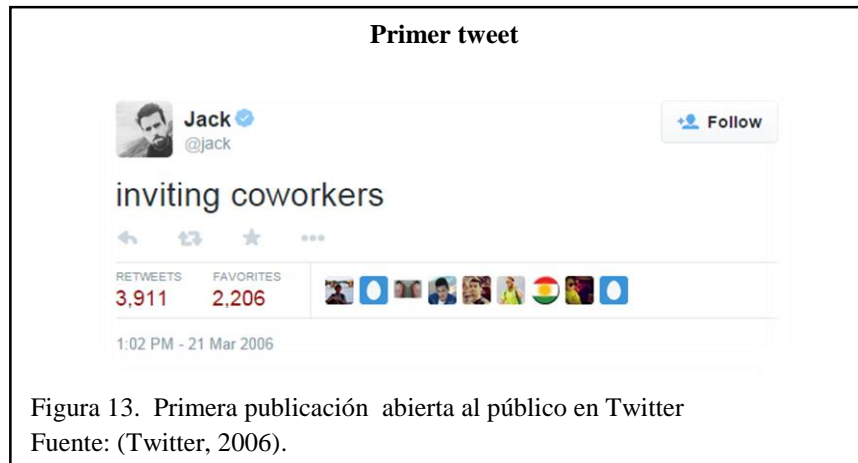 Primer tweet
Jack
@jack
Follow
inviting coworkers
RETWEETS FAVORITES
3,911 2,206
1:02 PM - 21 Mar 2006
Figura 13. Primera publicación abierta al público en Twitter
Fuente: (Twitter, 2006).